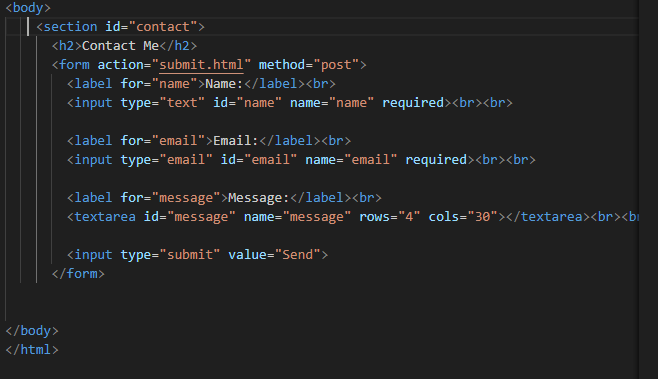 <body>
<section id="contact">
<h2>Contact Me</h2>
<form action="submit.html" method="post">
<label for="name">Name:</label><br>
<input type="text" id="name" name="name" required><br><br>
<label for="email">Email:</label><br>
<input type="email" id="email" name="email" required><br><br>
<label for="message">Message:</label><br>
<textarea id="message" name="message" rows="4" cols="30"></textarea><br><br
<input type="submit" value="Send">
</form>
</body>
</html>